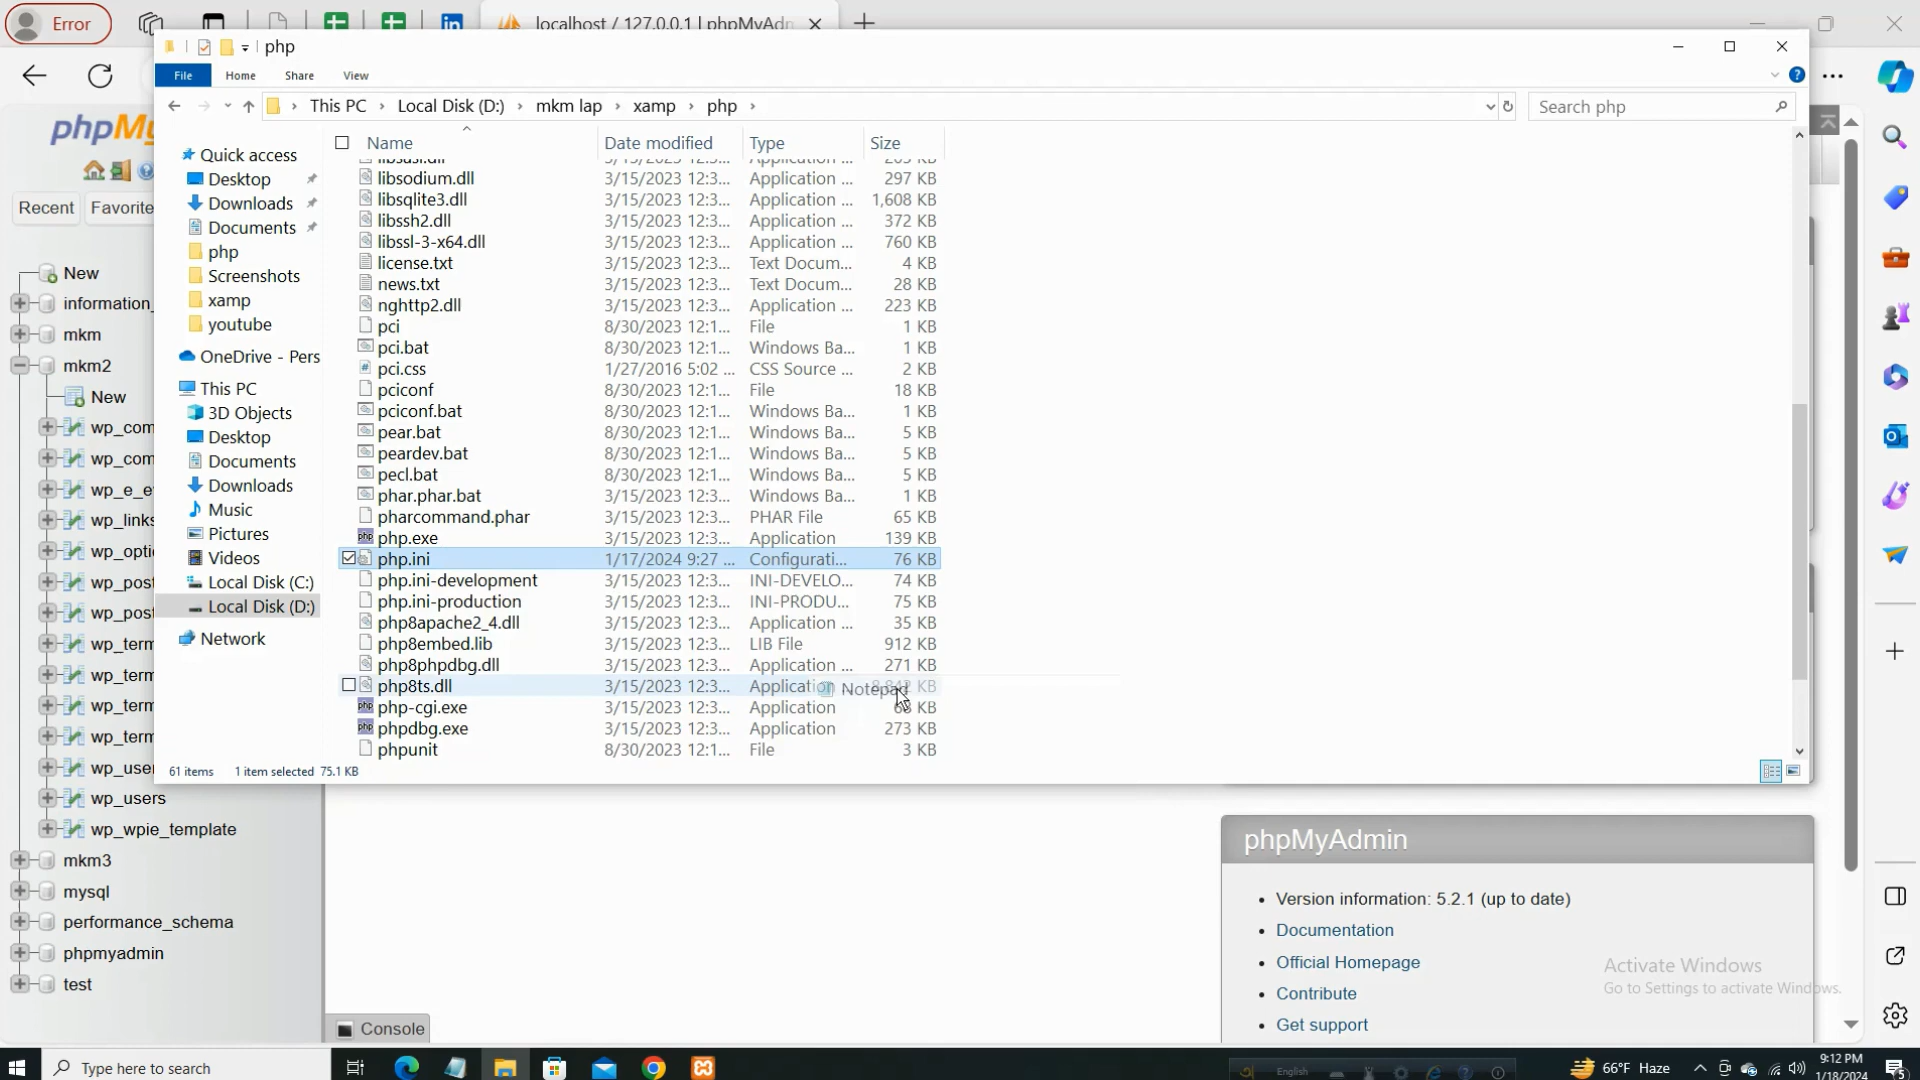 Error
localhost / 127.0.0.1 | phpMyAdn
php
File Home Share View
This PC › Local Disk (D:) › mkm lap › xamp › php ›
Search php
phpMy
Recent Favorite
New
information_
mkm
mkm2
New
wp_com
wp_com
wp_e_e
wp_links
wp_opti
wp_post
wp_post
wp_term
wp_term
wp_term
wp_term
wp_use
wp_users
wp_wpie_template
mkm3
mysql
performance_schema
phpmyadmin
test
Quick access
Desktop
Downloads
Documents
php
Screenshots
xamp
youtube
OneDrive - Pers
This PC
3D Objects
Desktop
Documents
Downloads
Music
Pictures
Videos
Local Disk (C:)
Local Disk (D:)
Network
Name Date modified Type Size
libsodium.dll 3/15/2023 12:3... Application ... 297 KB
libsqlite3.dll 3/15/2023 12:3... Application ... 1,608 KB
libssh2.dll 3/15/2023 12:3... Application ... 372 KB
libssl-3-x64.dll 3/15/2023 12:3... Application ... 760 KB
license.txt 3/15/2023 12:3... Text Docum... 4 KB
news.txt 3/15/2023 12:3... Text Docum... 28 KB
nghttp2.dll 3/15/2023 12:3... Application ... 223 KB
pci 8/30/2023 12:1... File 1 KB
pci.bat 8/30/2023 12:1... Windows Ba... 1 KB
pci.css 1/27/2016 5:02 ... CSS Source ... 2 KB
pciconf 8/30/2023 12:1... File 18 KB
pciconf.bat 8/30/2023 12:1... Windows Ba... 1 KB
pear.bat 8/30/2023 12:1... Windows Ba... 5 KB
peardev.bat 8/30/2023 12:1... Windows Ba... 5 KB
pecl.bat 8/30/2023 12:1... Windows Ba... 5 KB
phar.phar.bat 3/15/2023 12:3... Windows Ba... 1 KB
pharcommand.phar 3/15/2023 12:3... PHAR File 65 KB
php.exe 3/15/2023 12:3... Application 139 KB
php.ini 1/17/2024 9:27 ... Configurati... 76 KB
php.ini-development 3/15/2023 12:3... INI-DEVELO... 74 KB
php.ini-production 3/15/2023 12:3... INI-PRODU... 75 KB
php8apache2_4.dll 3/15/2023 12:3... Application ... 35 KB
php8embed.lib 3/15/2023 12:3... LIB File 912 KB
php8phpdbg.dll 3/15/2023 12:3... Application ... 271 KB
php8ts.dll 3/15/2023 12:3... Application Notepad KB
php-cgi.exe 3/15/2023 12:3... Application KB
phpdbg.exe 3/15/2023 12:3... Application 273 KB
phpunit 8/30/2023 12:1... File 3 KB
61 items 1 item selected 75.1 KB
phpMyAdmin
Version information: 5.2.1 (up to date)
Documentation
Official Homepage
Contribute
Get support
Activate Windows
Go to Settings to activate Windows.
Console
Type here to search
English
66°F Haze
9:12 PM
1/18/2024
5